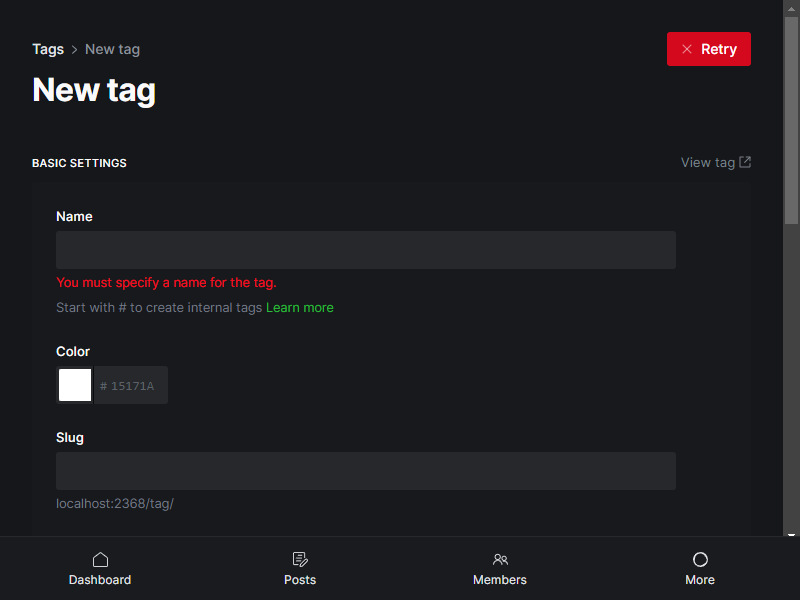 Tags > New tag
Retry
New tag
BASIC SETTINGS
View tag
Name
You must specify a name for the tag.
Start with # to create internal tags Learn more
Color
# 15171A
Slug
localhost:2368/tag/
Dashboard
Posts
Members
More